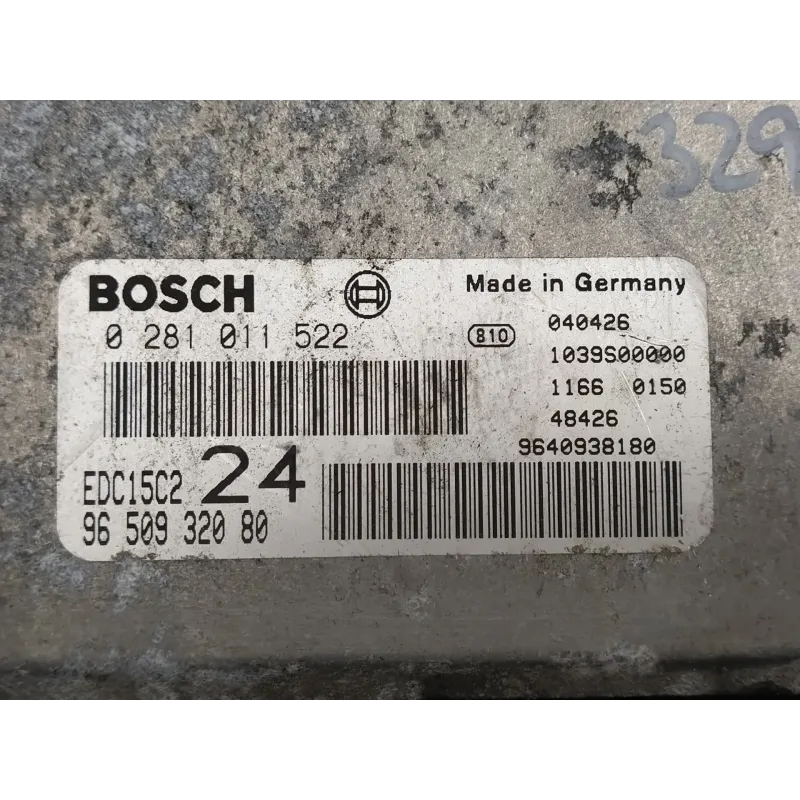 329
BOSCH
Made in Germany
0 281 011 522
810
040426
1039S00000
1166 0150
48426
9640938180
EDC15C2 24
96 509 320 80